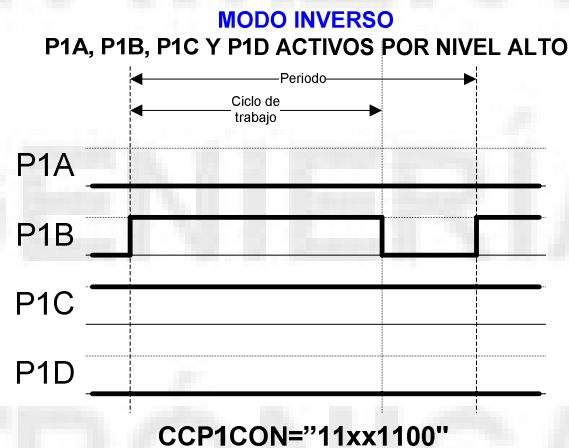 MODO INVERSO
P1A, P1B, P1C Y P1D ACTIVOS POR NIVEL ALTO
Periodo
Ciclo de
trabajo
P1A
P1B
P1C
P1D
CCP1CON=”11xx1100"